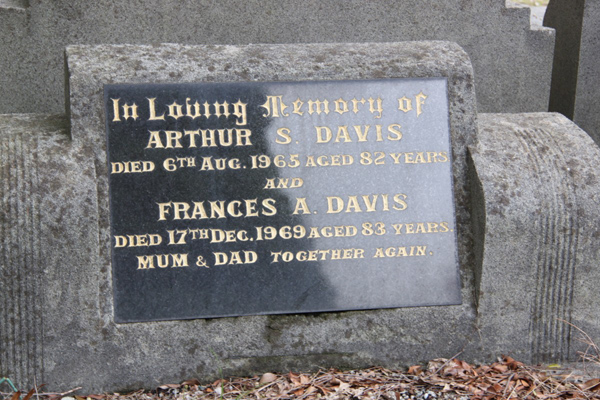 In Loving Memory of
ARTHUR S. DAVIS
DIED 6TH AUG. 1965 AGED 82 YEARS
AND
FRANCES A. DAVIS
DIED 17TH DEC. 1969 AGED 83 YEARS.
MUM & DAD TOGETHER AGAIN.